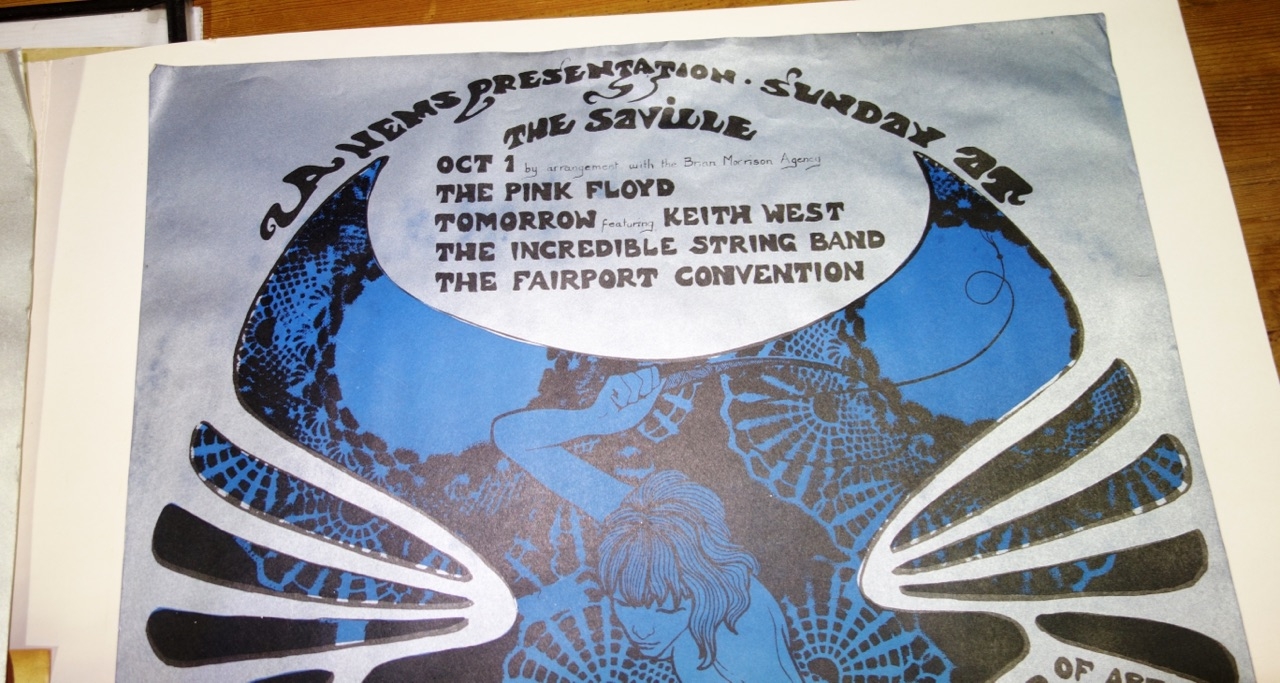 A NEMS PRESENTATION · SUNDAY AT
THE SAVILLE
OCT 1 by arrangement with the Brian Morrison Agency
THE PINK FLOYD
TOMORROW featuring KEITH WEST
THE INCREDIBLE STRING BAND
THE FAIRPORT CONVENTION
OF ART